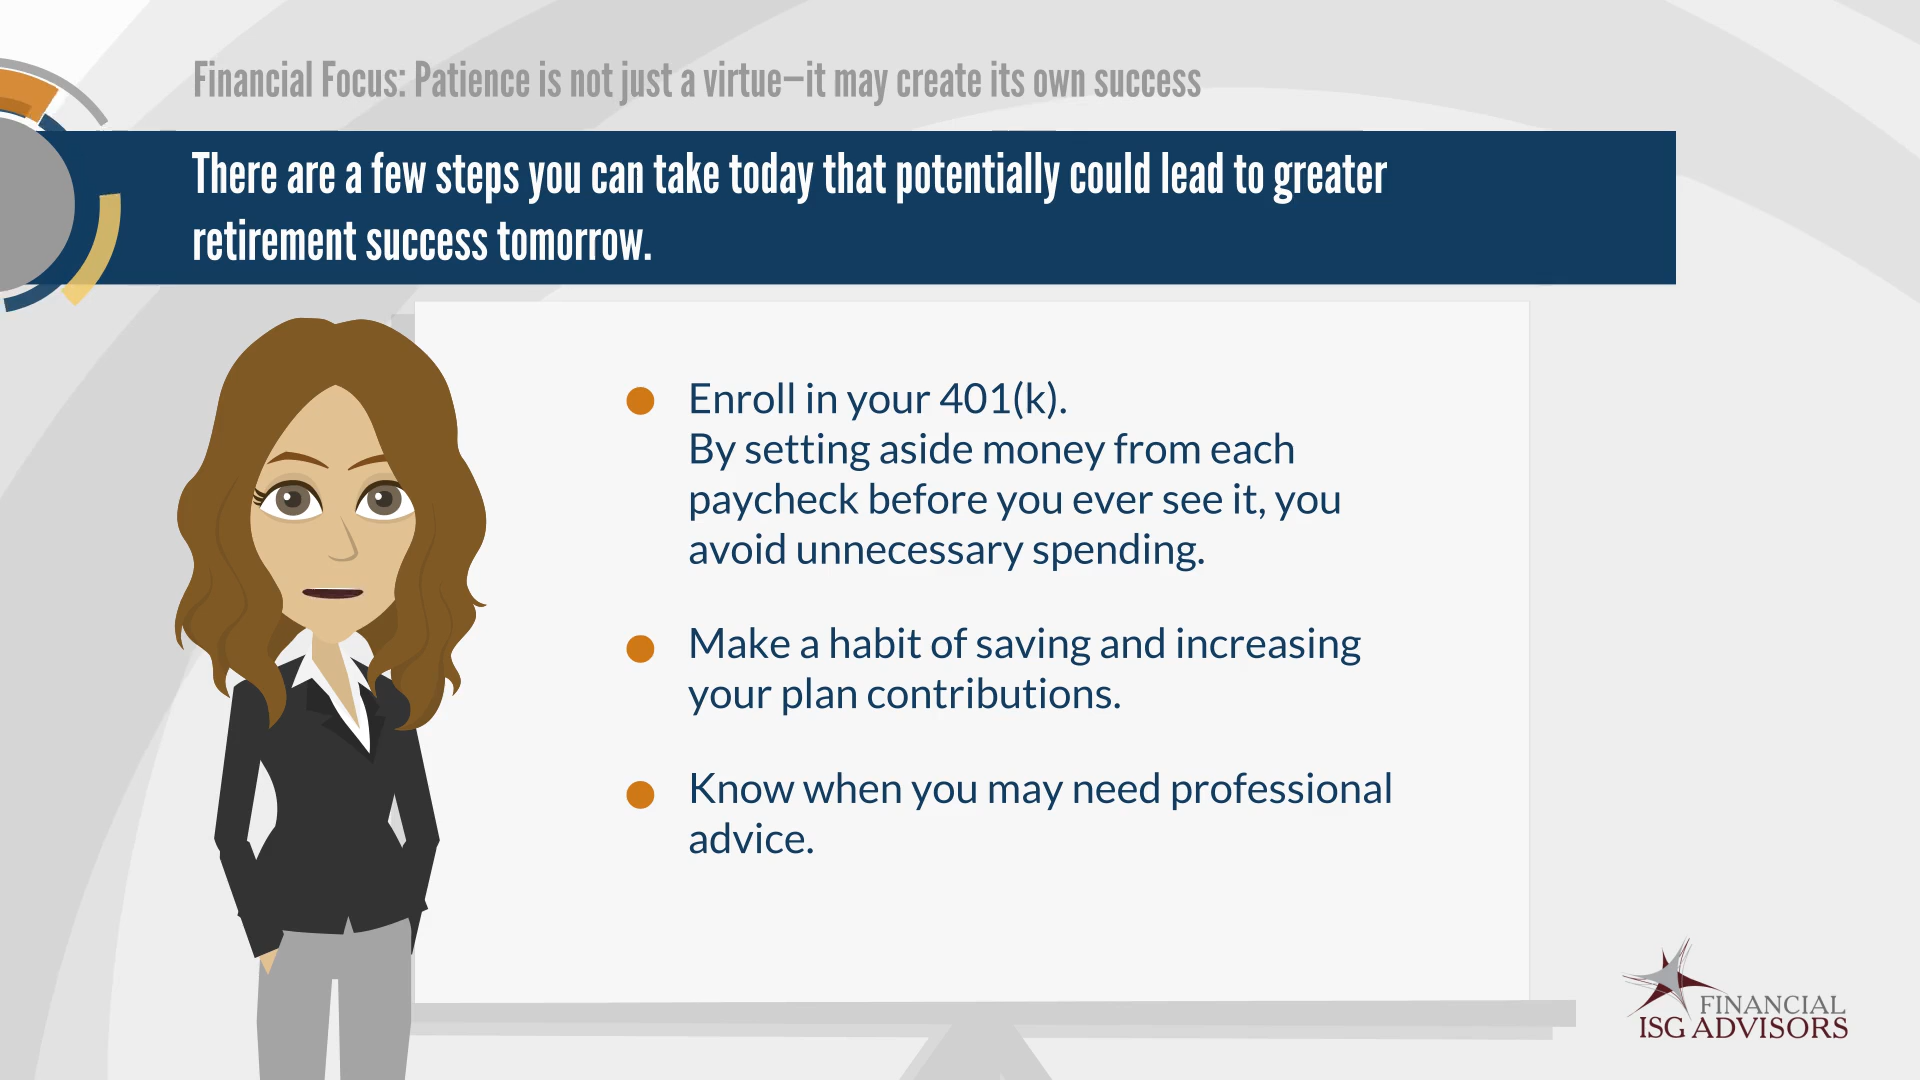 Financial Focus: Patience is not just a virtue—it may create its own success
There are a few steps you can take today that potentially could lead to greater
retirement success tomorrow.
Enroll in your 401(k).
By setting aside money from each
paycheck before you ever see it, you
avoid unnecessary spending.
Make a habit of saving and increasing
your plan contributions.
Know when you may need professional
advice.
FINANCIAL
ISG ADVISORS